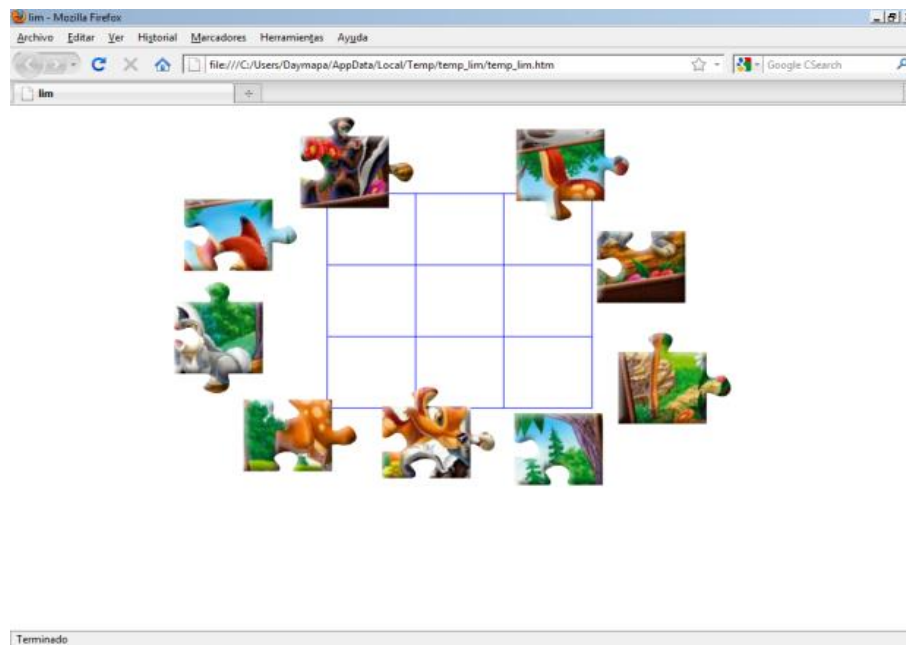 lim - Mozilla Firefox
Archivo Editar Ver Historial Marcadores Herramientas Ayuda
file:///C:/Users/Daymapa/AppData/Local/Temp/temp_lim/temp_lim.htm Google CSearch
lim
Terminado